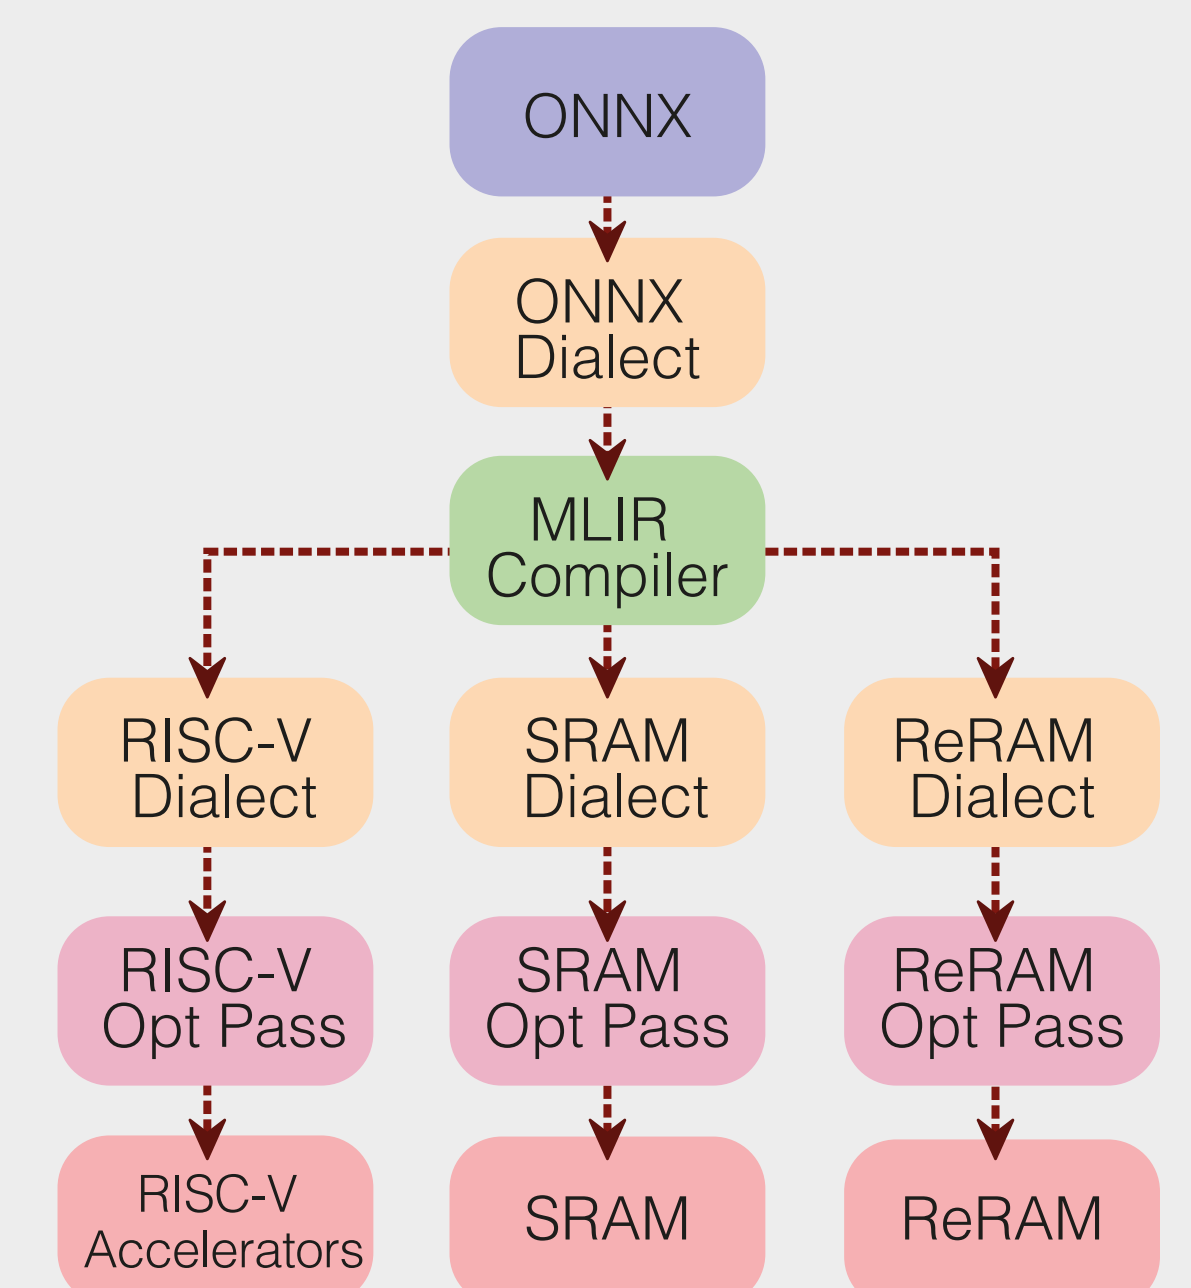 ONNX
ONNX
Dialect
MLIR
Compiler
RISC-V
Dialect
SRAM
Dialect
ReRAM
Dialect
RISC-V
Opt Pass
SRAM
Opt Pass
ReRAM
Opt Pass
RISC-V
Accelerators
SRAM
ReRAM